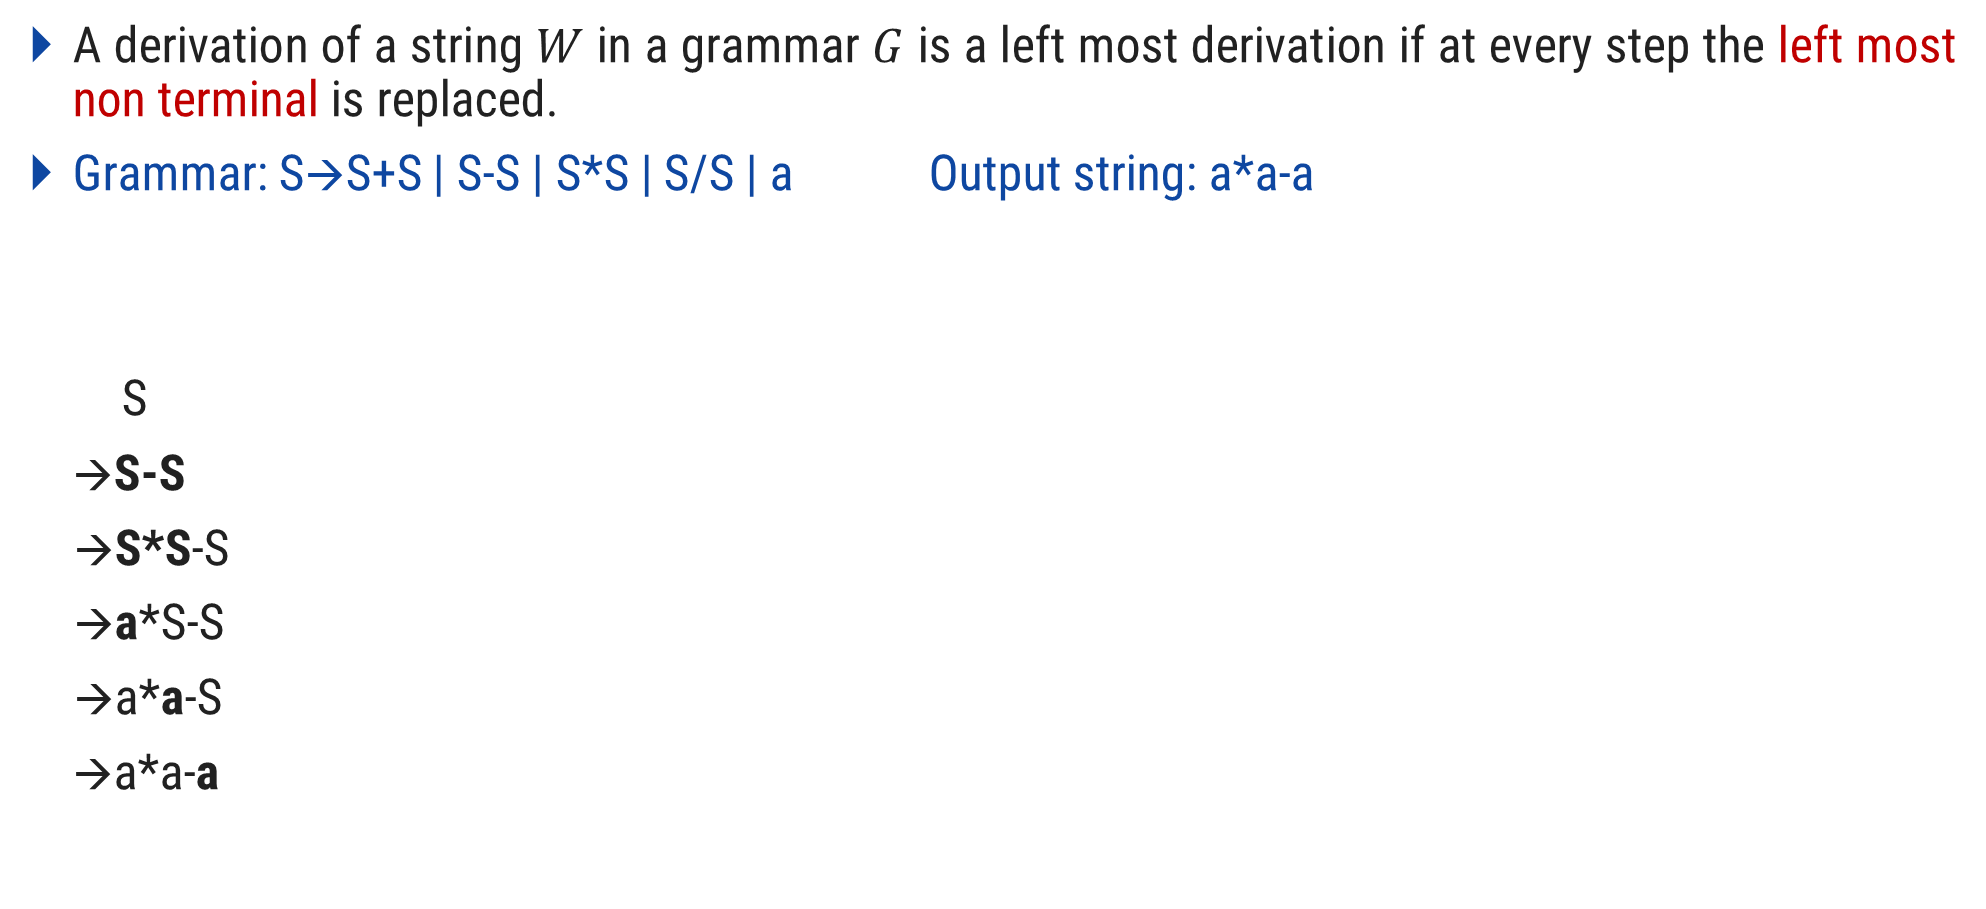 A derivation of a string W in a grammar G is a left most derivation if at every step the left most
non terminal is replaced.
Grammar: S→S+S | S-S | S*S | S/S | a Output string: a*a-a
S
→S-S
→S*S-S
→a*S-S
→a*a-S
→a*a-a